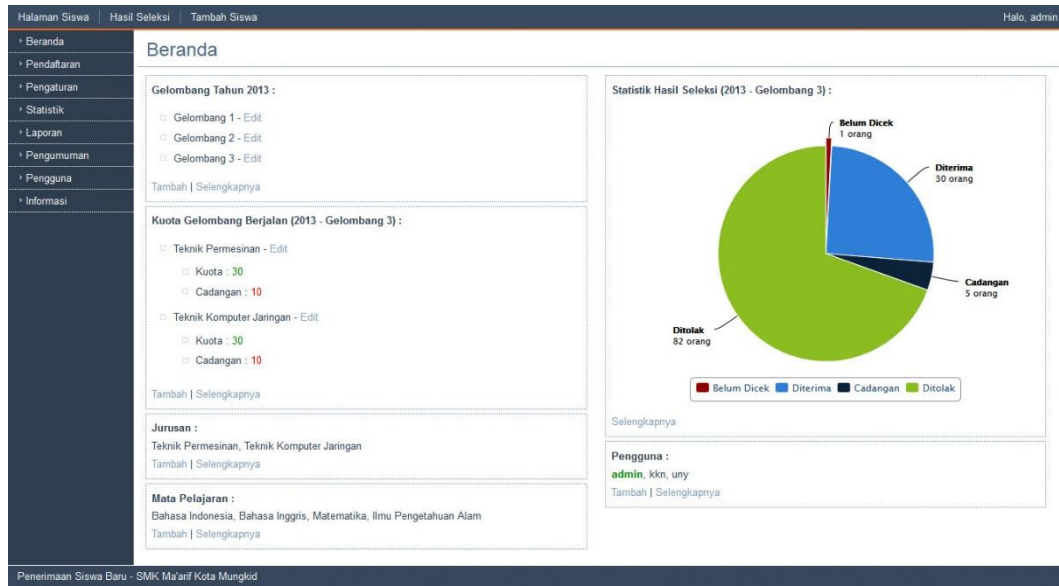 Halaman Siswa Hasil Seleksi Tambah Siswa Halo, admin
Beranda
Pendaftaran
Pengaturan
Statistik
Laporan
Pengumuman
Pengguna
Informasi
Beranda
Gelombang Tahun 2013 :
Gelombang 1 - Edit
Gelombang 2 - Edit
Gelombang 3 - Edit
Tambah | Selengkapnya
Kuota Gelombang Berjalan (2013 - Gelombang 3) :
Teknik Permesinan - Edit
Kuota : 30
Cadangan : 10
Teknik Komputer Jaringan - Edit
Kuota : 30
Cadangan : 10
Tambah | Selengkapnya
Jurusan :
Teknik Permesinan, Teknik Komputer Jaringan
Tambah | Selengkapnya
Mata Pelajaran :
Bahasa Indonesia, Bahasa Inggris, Matematika, Ilmu Pengetahuan Alam
Tambah | Selengkapnya
Statistik Hasil Seleksi (2013 - Gelombang 3) :
Belum Dicek
1 orang
Diterima
30 orang
Cadangan
5 orang
Ditolak
82 orang
Belum Dicek Diterima Cadangan Ditolak
Selengkapnya
Pengguna :
admin, kkn, uny
Tambah | Selengkapnya
Penerimaan Siswa Baru - SMK Ma'arif Kota Mungkid